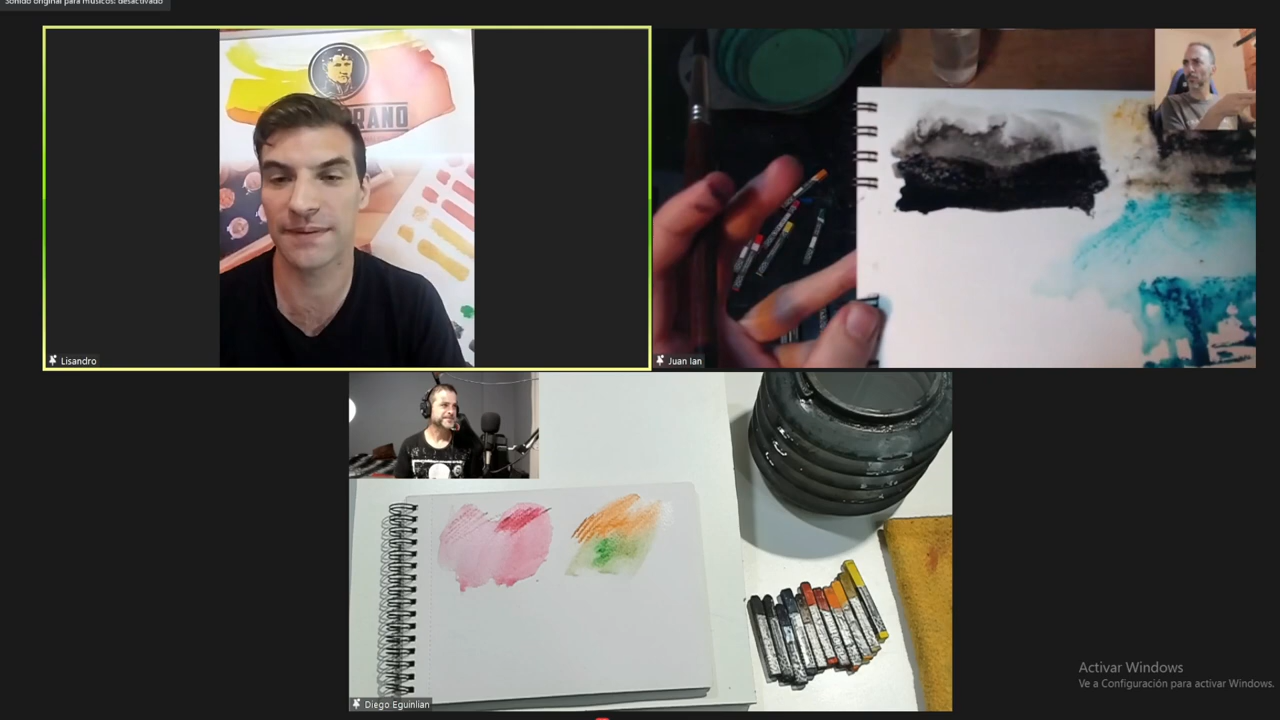 Sonido original para músicos: desactivado
RANO
Lisandro
Juan Ian
Diego Eguinlian
Activar Windows
Ve a Configuración para activar Windows.